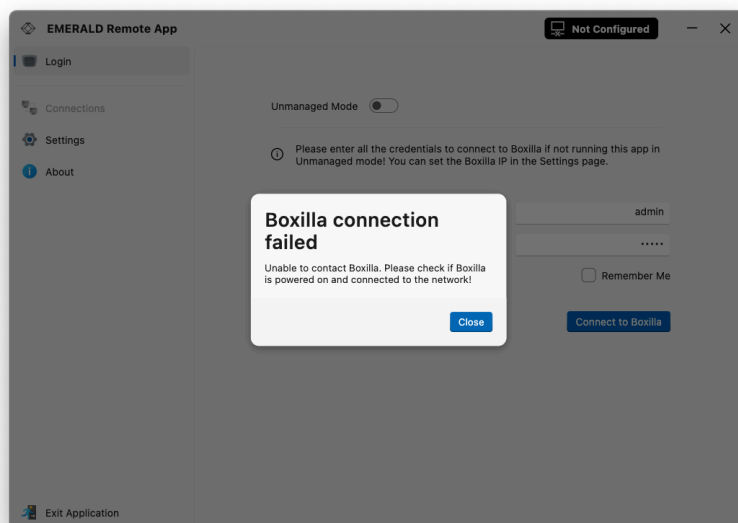 EMERALD Remote App
Not Configured
Login
Connections
Settings
About
Unmanaged Mode
Please enter all the credentials to connect to Boxilla if not running this app in
Unmanaged mode! You can set the Boxilla IP in the Settings page.
Boxilla connection
failed
Unable to contact Boxilla. Please check if Boxilla
is powered on and connected to the network!
Close
admin
•••••
Remember Me
Connect to Boxilla
Exit Application